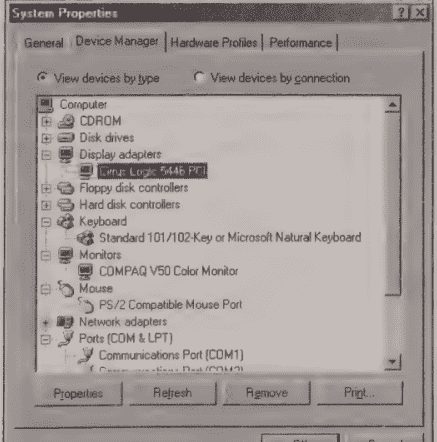 System Properties
General Device Manager Hardware Profiles Performance
View devices by type View devices by connection
Computer
CDROM
Disk drives
Display adapters
Cirrus Logic 5446 PCI
Floppy disk controllers
Hard disk controllers
Keyboard
Standard 101/102-Key or Microsoft Natural Keyboard
Monitors
COMPAQ V50 Color Monitor
Mouse
PS/2 Compatible Mouse Port
Network adapters
Ports (COM & LPT)
Communications Port (COM1)
Properties Refresh Remove Print...